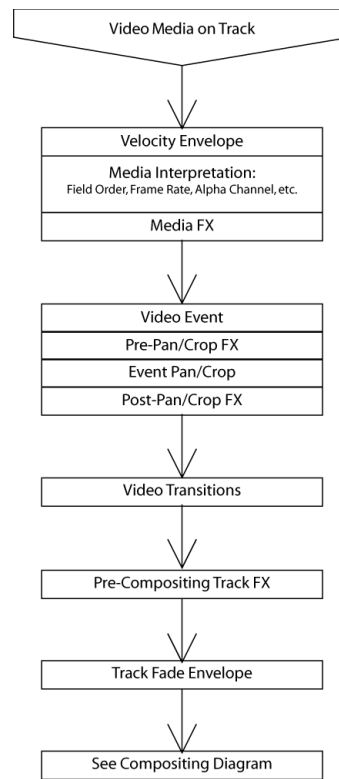 Video Media on Track
Velocity Envelope
Media Interpretation:
Field Order, Frame Rate, Alpha Channel, etc.
Media FX
Video Event
Pre-Pan/Crop FX
Event Pan/Crop
Post-Pan/Crop FX
Video Transitions
Pre-Compositing Track FX
Track Fade Envelope
See Compositing Diagram